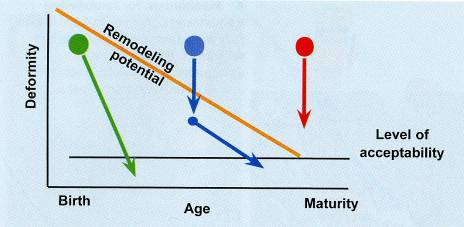 Deformity
Remodeling
potential
Level of
acceptability
Birth
Age
Maturity